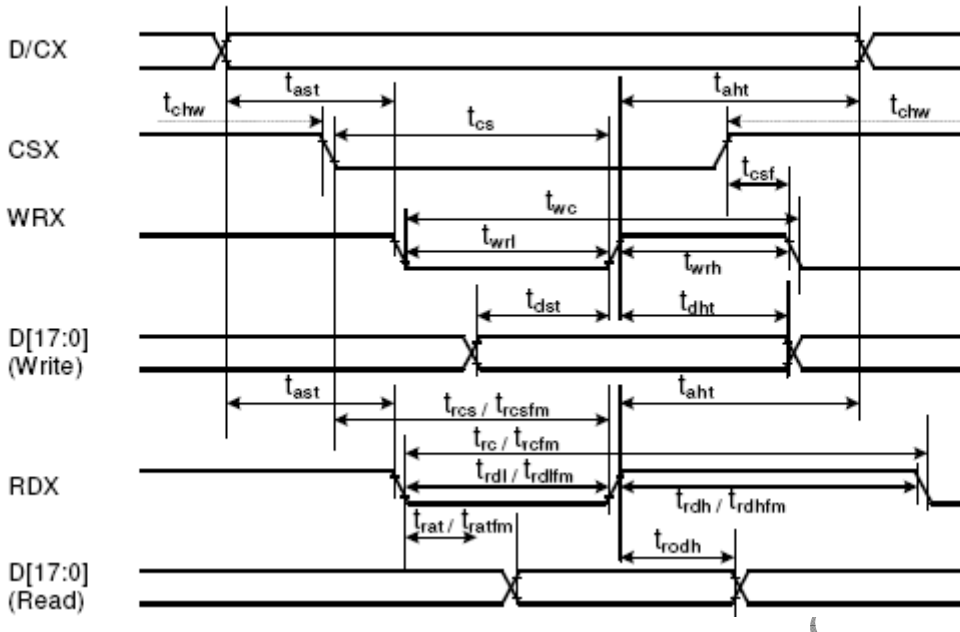 D/CX
t_ast t_aht
t_chw t_chw
t_cs
CSX
t_csf
WRX
t_wc
t_wrl t_wrh
t_dst t_dht
D[17:0]
(Write)
t_ast t_aht
t_rcs / t_rcsfm
t_rc / t_rcfm
RDX
t_rdl / t_rdlfm
t_rdh / t_rdhfm
t_rat / t_ratfm
t_rodh
D[17:0]
(Read)